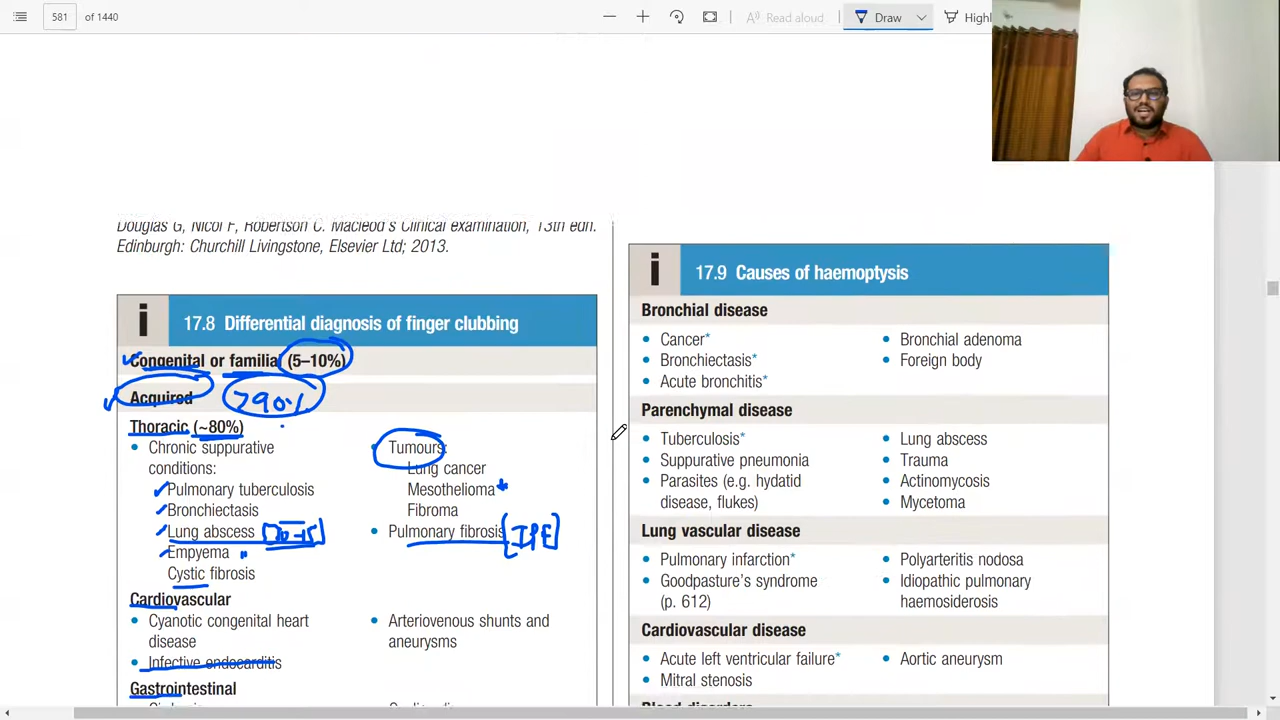 581 of 1440
Read aloud
Draw
Highl
Douglas G, Nicol F, Robertson C. Macleod's Clinical examination, 13th edn.
Edinburgh: Churchill Livingstone, Elsevier Ltd; 2013.
i 17.8 Differential diagnosis of finger clubbing
Congenital or familial (5–10%)
Acquired >90%
Thoracic (~80%)
• Chronic suppurative
conditions:
Pulmonary tuberculosis
Bronchiectasis
Lung abscess
Empyema
Cystic fibrosis
• Tumours:
Lung cancer
Mesothelioma
Fibroma
• Pulmonary fibrosis
Cardiovascular
• Cyanotic congenital heart
disease
• Infective endocarditis
• Arteriovenous shunts and
aneurysms
Gastrointestinal
i 17.9 Causes of haemoptysis
Bronchial disease
• Cancer*
• Bronchiectasis*
• Acute bronchitis*
• Bronchial adenoma
• Foreign body
Parenchymal disease
• Tuberculosis*
• Suppurative pneumonia
• Parasites (e.g. hydatid
disease, flukes)
• Lung abscess
• Trauma
• Actinomycosis
• Mycetoma
Lung vascular disease
• Pulmonary infarction*
• Goodpasture's syndrome
(p. 612)
• Polyarteritis nodosa
• Idiopathic pulmonary
haemosiderosis
Cardiovascular disease
• Acute left ventricular failure*
• Mitral stenosis
• Aortic aneurysm